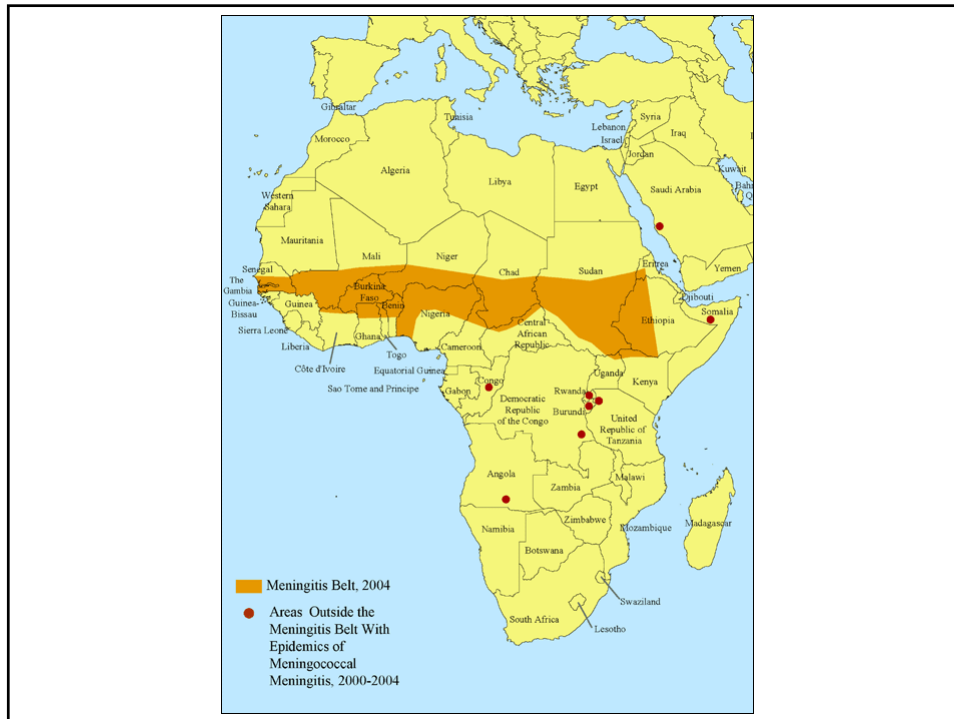 Gibraltar
Tunisia
Morocco
Algeria
Libya
Egypt
Lebanon
Israel
Syria
Iraq
Jordan
Kuwait
Saudi Arabia
Western
Sahara
Mauritania
Mali
Niger
Chad
Sudan
Eritrea
Yemen
Senegal
The
Gambia
Guinea-
Bissau
Guinea
Sierra Leone
Liberia
Côte d'Ivoire
Burkina
Faso
Benin
Ghana
Togo
Nigeria
Cameroon
Central
African
Republic
Djibouti
Somalia
Ethiopia
Equatorial Guinea
Sao Tome and Principe
Gabon
Congo
Democratic
Republic
of the Congo
Uganda
Kenya
Rwanda
Burundi
United
Republic of
Tanzania
Angola
Zambia
Malawi
Zimbabwe
Mozambique
Madagascar
Namibia
Botswana
Swaziland
South Africa
Lesotho
Meningitis Belt, 2004
Areas Outside the
Meningitis Belt With
Epidemics of
Meningococcal
Meningitis, 2000-2004